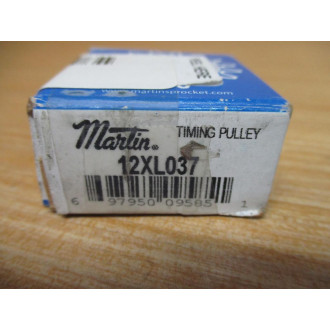 www.martinsprocket.com
Martin®
TIMING PULLEY
12XL037
6 97950 09585 1